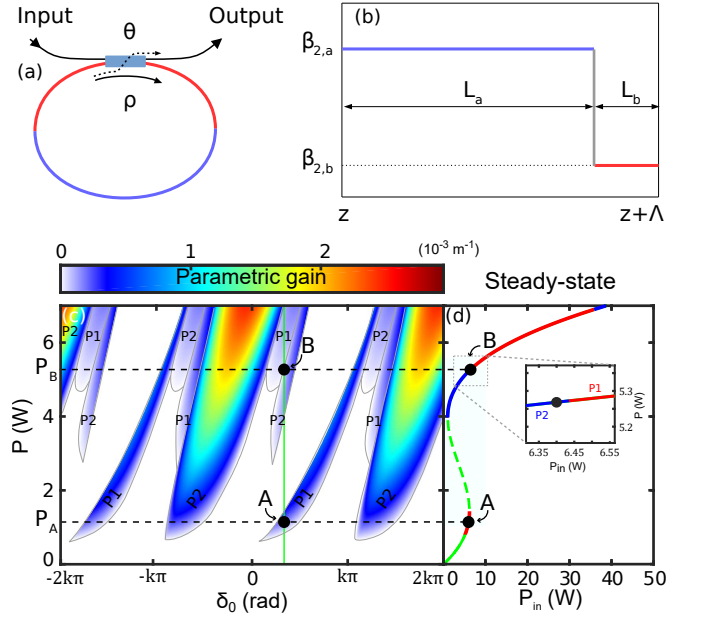 Input
θ
Output
(a)
ρ
(b)
β2,a
β2,b
La
Lb
z
z+Λ
0
1
2
(10-3 m-1)
Parametric gain
Steady-state
(c)
P2
P1
P2
P1
P2
P1
P2
P1
P2
P1
P1
P2
P1
P2
A
B
P (W)
6
PB
4
2
PA
0
-2kπ
-kπ
0
kπ
2kπ
δ0 (rad)
(d)
B
A
P1
P2
5.3
5.2
P (W)
6.35
6.45
6.55
Pin (W)
0
10
20
30
40
50
Pin (W)